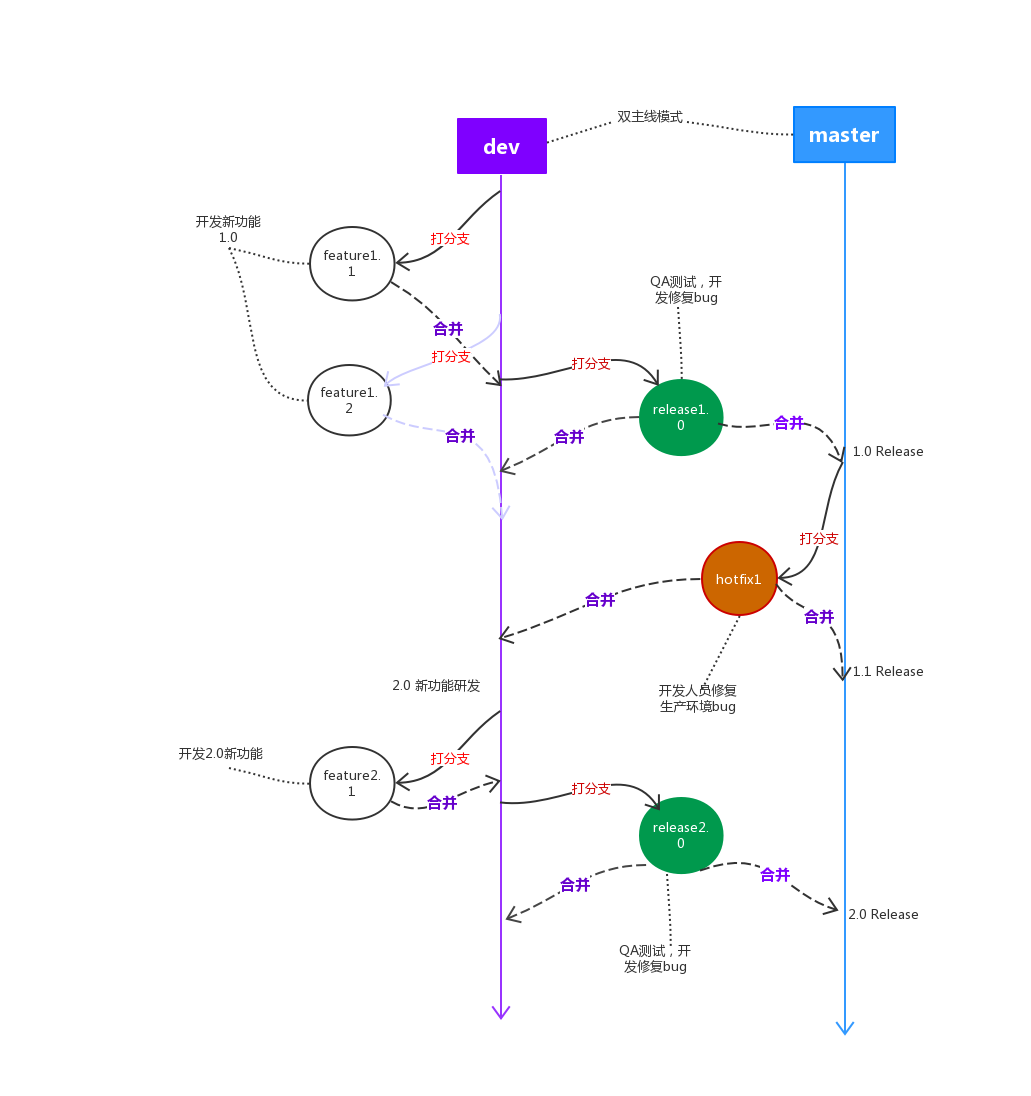 双主线模式
dev
master
开发新功能
1.0
打分支
feature1.
1
QA测试，开
发修复bug
合并
打分支
打分支
feature1.
2
release1.
0
合并
合并
合并
1.0 Release
打分支
hotfix1
合并
合并
1.1 Release
2.0 新功能研发
开发人员修复
生产环境bug
开发2.0新功能
打分支
feature2.
1
合并
打分支
release2.
0
合并
合并
2.0 Release
QA测试，开
发修复bug